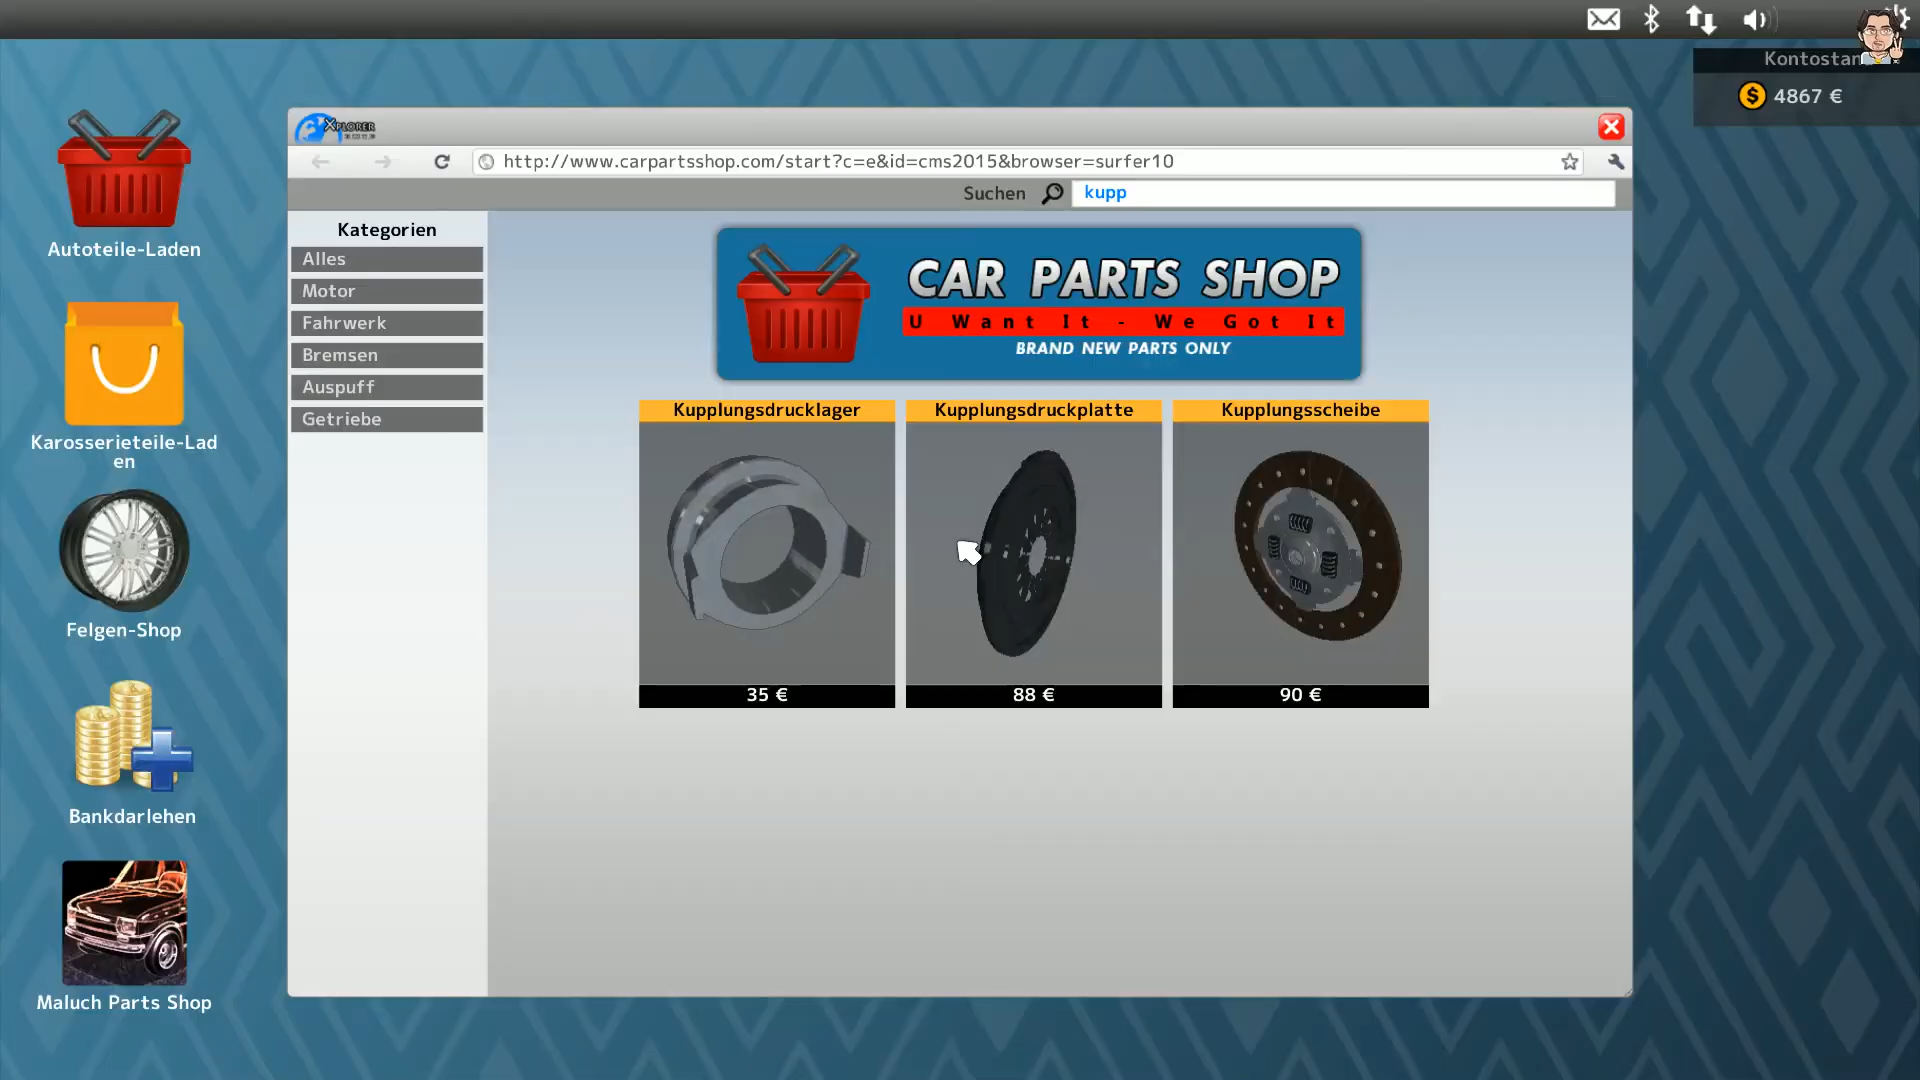 Kontostan
$ 4867 €
XPLORER
http://www.carpartsshop.com/start?c=e&id=cms2015&browser=surfer10
Suchen
kupp
Kategorien
Alles
Motor
Fahrwerk
Bremsen
Auspuff
Getriebe
CAR PARTS SHOP
U Want It - We Got It
BRAND NEW PARTS ONLY
Kupplungsdrucklager
35 €
Kupplungsdruckplatte
88 €
Kupplungsscheibe
90 €
Autoteile-Laden
Karosserieteile-Lad
en
Felgen-Shop
Bankdarlehen
Maluch Parts Shop